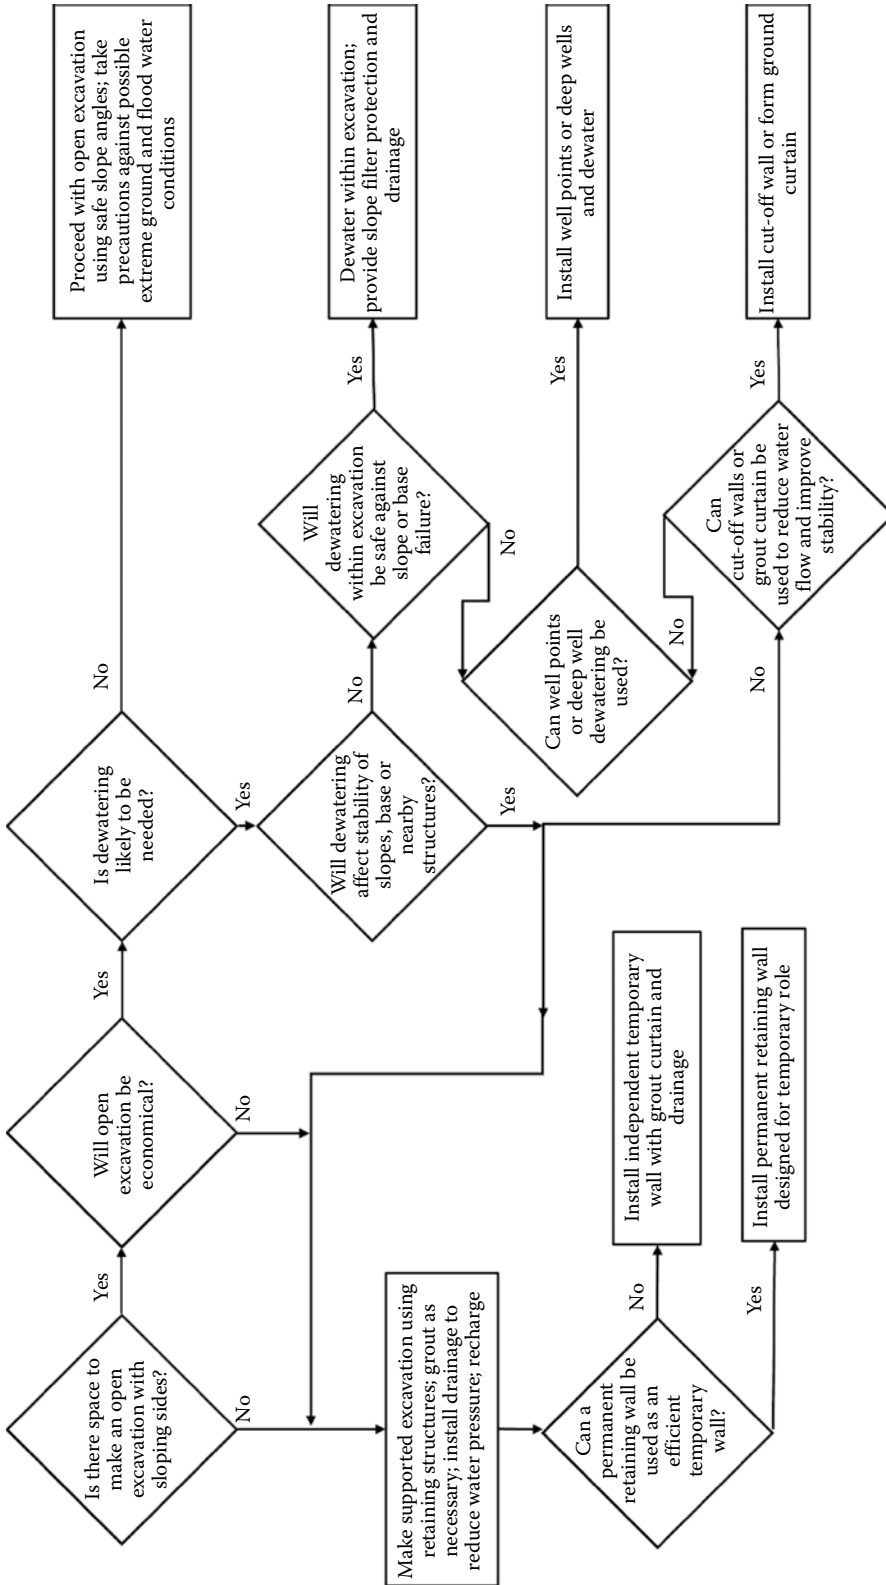 Is there space to
make an open
excavation with
sloping sides?
Yes
No
Will open
excavation be
economical?
Yes
No
Is dewatering
likely to be
needed?
No
Yes
Proceed with open excavation
using safe slope angles; take
precautions against possible
extreme ground and flood water
conditions
Will dewatering
affect stability of
slopes, base or
nearby
structures?
No
Yes
Will
dewatering
within excavation
be safe against
slope or base
failure?
Yes
No
Dewater within excavation;
provide slope filter protection and
drainage
Can well points
or deep well
dewatering be
used?
Yes
No
Install well points or deep wells
and dewater
Can
cut-off walls or
grout curtain be
used to reduce water
flow and improve
stability?
Yes
No
Install cut-off wall or form ground
curtain
Make supported excavation using
retaining structures; grout as
necessary; install drainage to
reduce water pressure; recharge
Can a
permanent
retaining wall be
used as an
efficient
temporary
wall?
No
Yes
Install independent temporary
wall with grout curtain and
drainage
Install permanent retaining wall
designed for temporary role